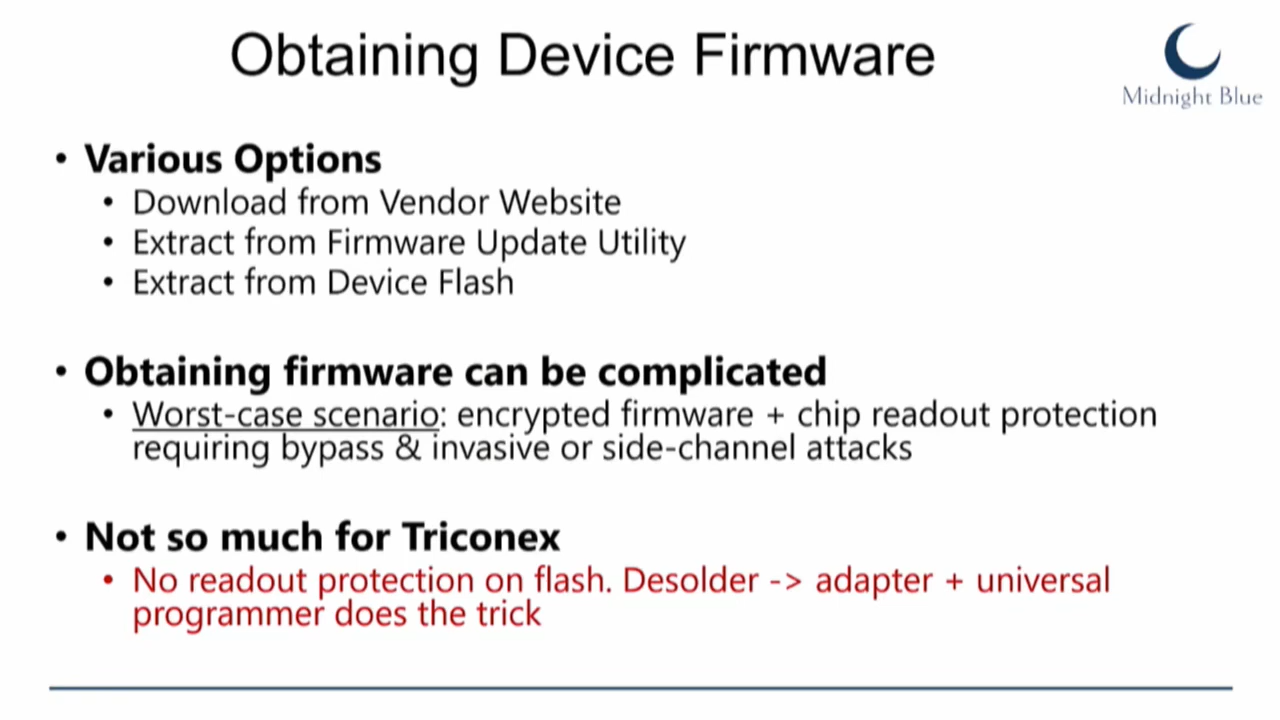 Obtaining Device Firmware
Midnight Blue
• Various Options
• Download from Vendor Website
• Extract from Firmware Update Utility
• Extract from Device Flash
• Obtaining firmware can be complicated
• Worst-case scenario: encrypted firmware + chip readout protection
requiring bypass & invasive or side-channel attacks
• Not so much for Triconex
• No readout protection on flash. Desolder -> adapter + universal
programmer does the trick